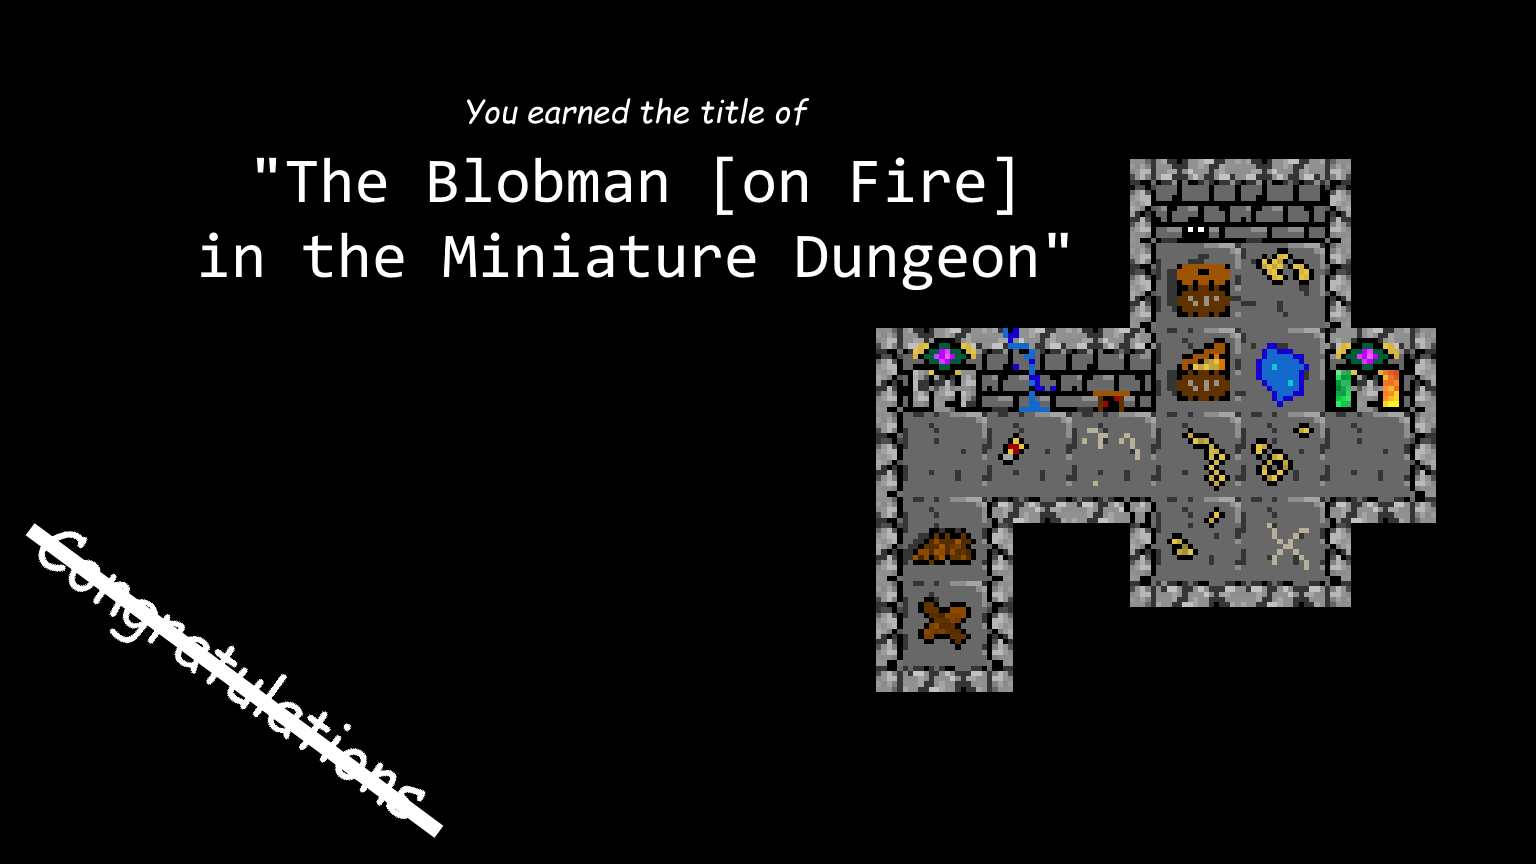 You earned the title of
"The Blobman [on Fire]
in the Miniature Dungeon"
Congratulations